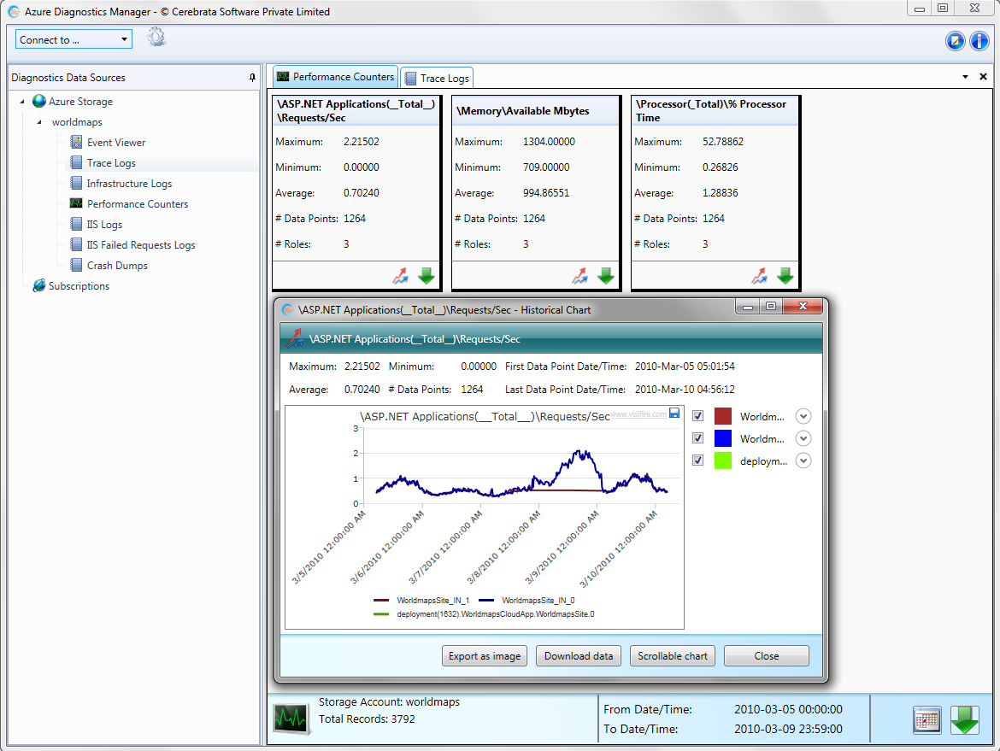 Azure Diagnostics Manager - © Cerebrata Software Private Limited
Connect to ...
Diagnostics Data Sources
Azure Storage
worldmaps
Event Viewer
Trace Logs
Infrastructure Logs
Performance Counters
IIS Logs
IIS Failed Requests Logs
Crash Dumps
Subscriptions
Performance Counters
Trace Logs
\ASP.NET Applications(__Total__)
\Requests/Sec
Maximum: 2.21502
Minimum: 0.00000
Average: 0.70240
# Data Points: 1264
# Roles: 3
\Memory\Available Mbytes
Maximum: 1304.00000
Minimum: 709.00000
Average: 994.86551
# Data Points: 1264
# Roles: 3
\Processor(_Total)\% Processor
Time
Maximum: 52.78862
Minimum: 0.26826
Average: 1.28836
# Data Points: 1264
# Roles: 3
\ASP.NET Applications(__Total__)\Requests/Sec - Historical Chart
\ASP.NET Applications(__Total__)\Requests/Sec
Maximum: 2.21502 Minimum: 0.00000 First Data Point Date/Time: 2010-Mar-05 05:01:54
Average: 0.70240 # Data Points: 1264 Last Data Point Date/Time: 2010-Mar-10 04:56:12
\ASP.NET Applications(__Total__)\Requests/Sec
www.visifire.com
3
2
1
0
3/5/2010 12:00:00 AM
3/6/2010 12:00:00 AM
3/7/2010 12:00:00 AM
3/8/2010 12:00:00 AM
3/9/2010 12:00:00 AM
3/10/2010 12:00:00 AM
WorldmapsSite_IN_1 WorldmapsSite_IN_0
deployment(1632).WorldmapsCloudApp.WorldmapsSite.0
Worldm...
Worldm...
deploym...
Export as image
Download data
Scrollable chart
Close
Storage Account: worldmaps
Total Records: 3792
From Date/Time: 2010-03-05 00:00:00
To Date/Time: 2010-03-09 23:59:00